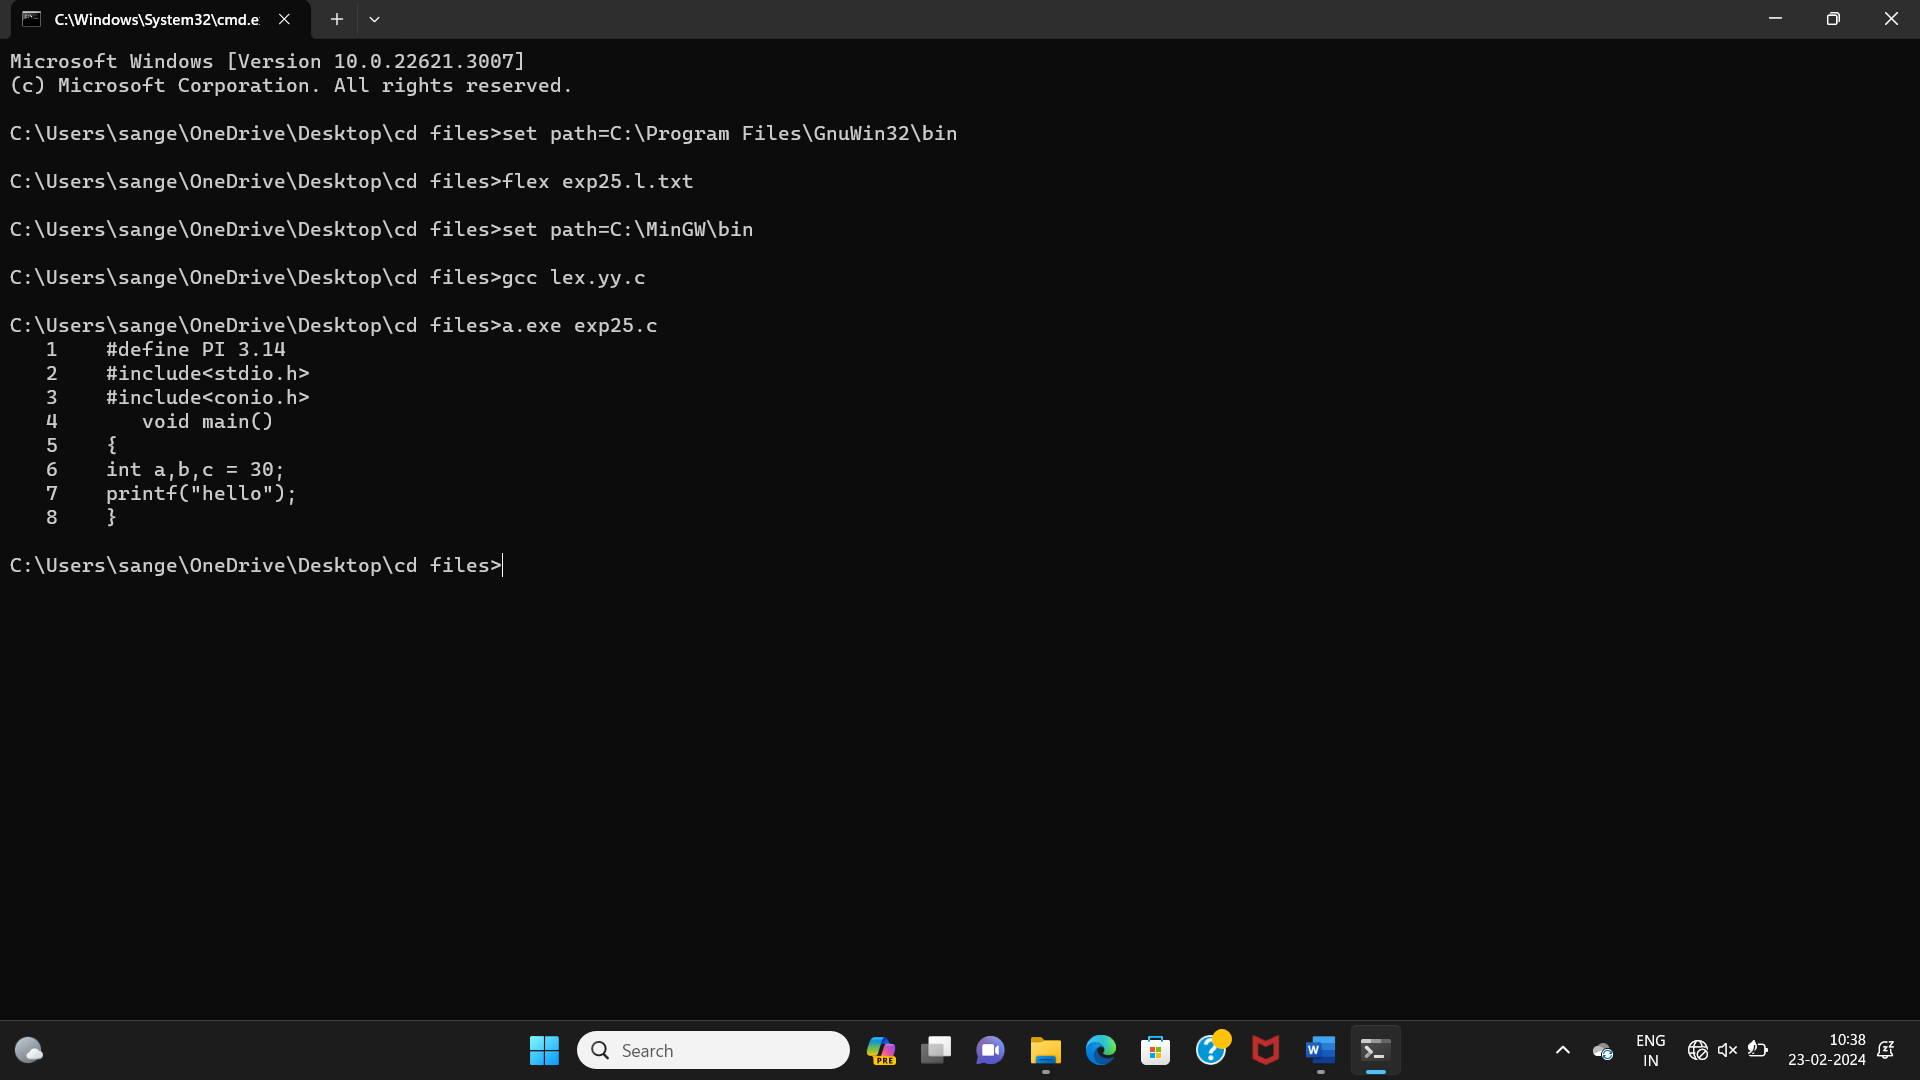 C:\Windows\System32\cmd.e
Microsoft Windows [Version 10.0.22621.3007]
(c) Microsoft Corporation. All rights reserved.
C:\Users\sange\OneDrive\Desktop\cd files>set path=C:\Program Files\GnuWin32\bin
C:\Users\sange\OneDrive\Desktop\cd files>flex exp25.l.txt
C:\Users\sange\OneDrive\Desktop\cd files>set path=C:\MinGW\bin
C:\Users\sange\OneDrive\Desktop\cd files>gcc lex.yy.c
C:\Users\sange\OneDrive\Desktop\cd files>a.exe exp25.c
   1    #define PI 3.14
   2    #include<stdio.h>
   3    #include<conio.h>
   4       void main()
   5    {
   6    int a,b,c = 30;
   7    printf("hello");
   8    }
C:\Users\sange\OneDrive\Desktop\cd files>
Search
PRE
W
ENG
IN
10:38
23-02-2024